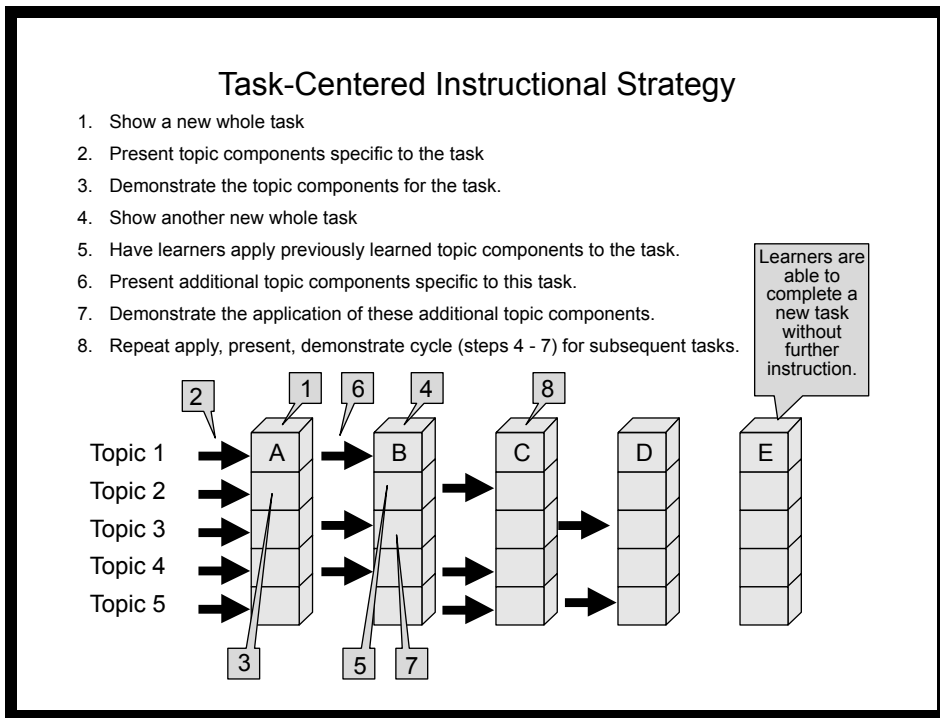 Task-Centered Instructional Strategy
1. Show a new whole task
2. Present topic components specific to the task
3. Demonstrate the topic components for the task.
4. Show another new whole task
5. Have learners apply previously learned topic components to the task.
6. Present additional topic components specific to this task.
7. Demonstrate the application of these additional topic components.
8. Repeat apply, present, demonstrate cycle (steps 4 - 7) for subsequent tasks.
Learners are
able to
complete a
new task
without
further
instruction.
2 1 6 4 8
Topic 1 A B C D E
Topic 2
Topic 3
Topic 4
Topic 5
3 5 7